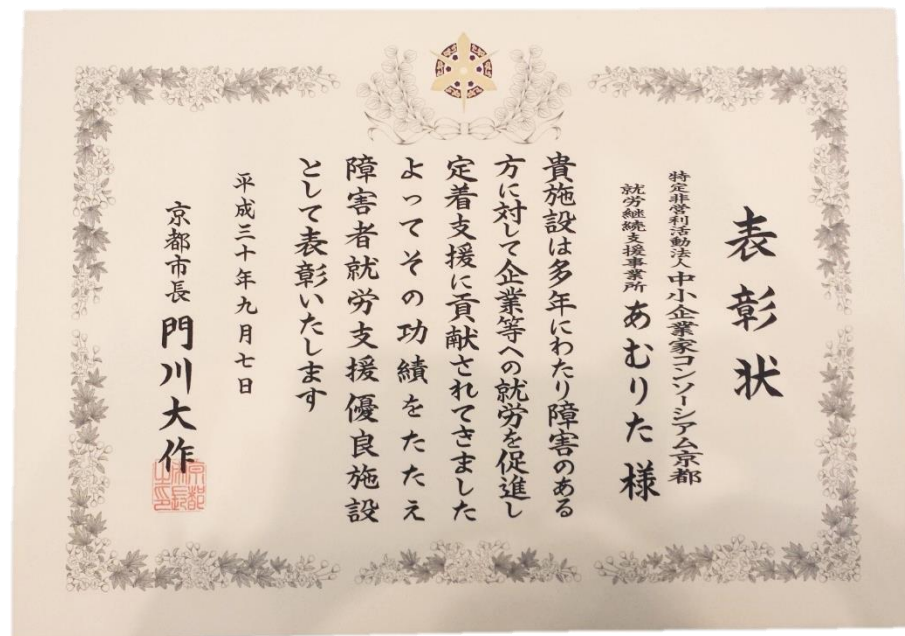 表彰状
特定非営利活動法人 中小企業家コンソーシアム京都
就労継続支援事業所 あむりた 様
貴施設は多年にわたり障害のある
方に対して企業等への就労を促進し
定着支援に貢献されてきました
よってその功績をたたえ
障害者就労支援優良施設
として表彰いたします
平成三十年九月七日
京都市長 門川大作
京都市長之印